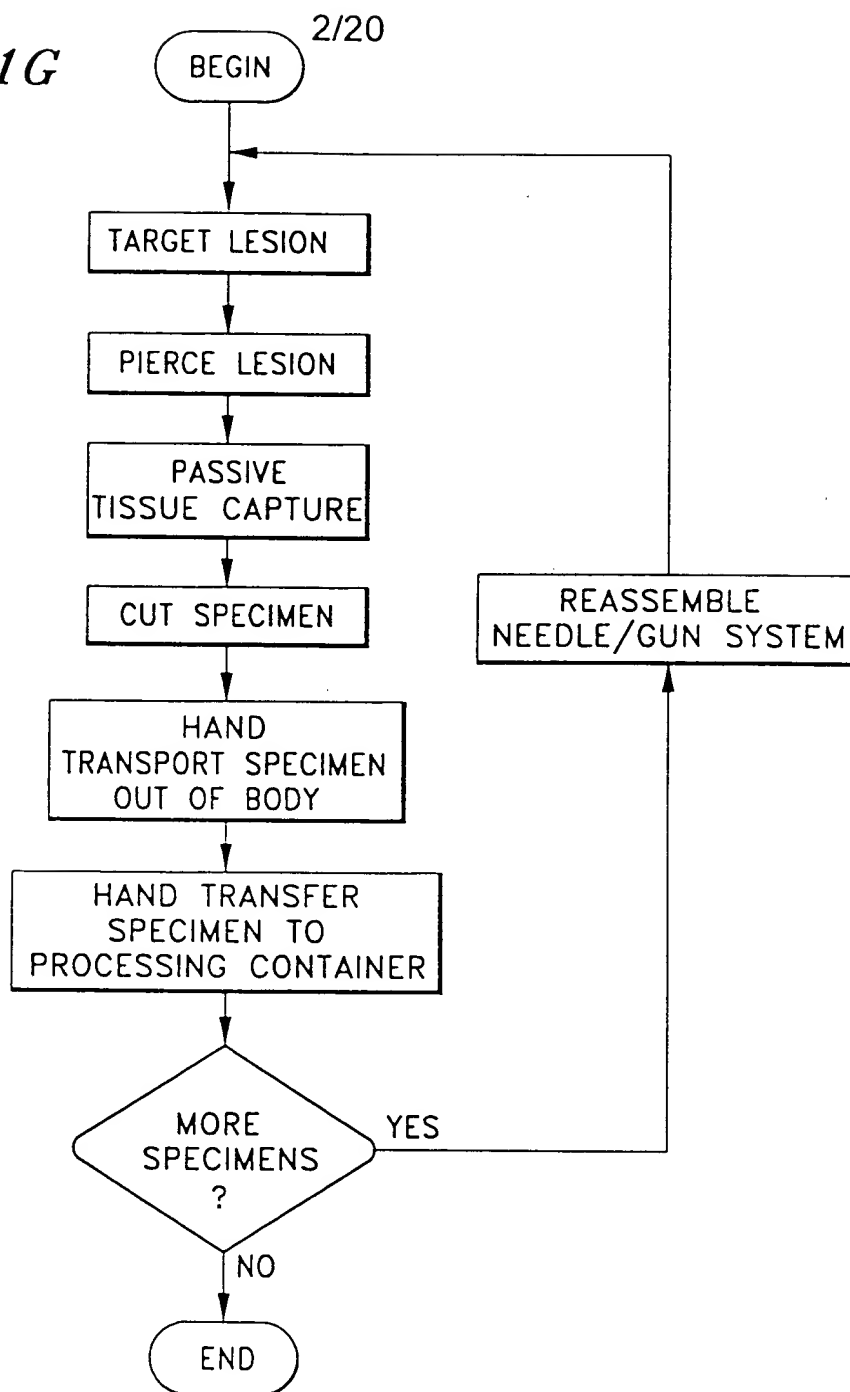 1G
2/20
BEGIN
TARGET LESION
PIERCE LESION
PASSIVE
TISSUE CAPTURE
CUT SPECIMEN
HAND
TRANSPORT SPECIMEN
OUT OF BODY
HAND TRANSFER
SPECIMEN TO
PROCESSING CONTAINER
MORE
SPECIMENS
?
YES
REASSEMBLE
NEEDLE/GUN SYSTEM
NO
END